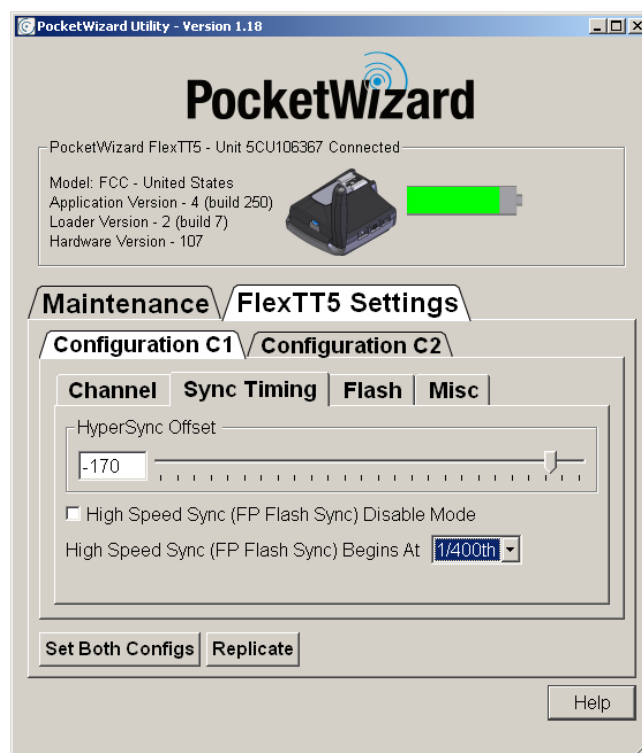 PocketWizard Utility - Version 1.18
PocketWizard
PocketWizard FlexTT5 - Unit 5CU106367 Connected
Model: FCC - United States
Application Version - 4 (build 250)
Loader Version - 2 (build 7)
Hardware Version - 107
Maintenance FlexTT5 Settings
Configuration C1 Configuration C2
Channel Sync Timing Flash Misc
HyperSync Offset
-170
High Speed Sync (FP Flash Sync) Disable Mode
High Speed Sync (FP Flash Sync) Begins At 1/400th
Set Both Configs Replicate
Help